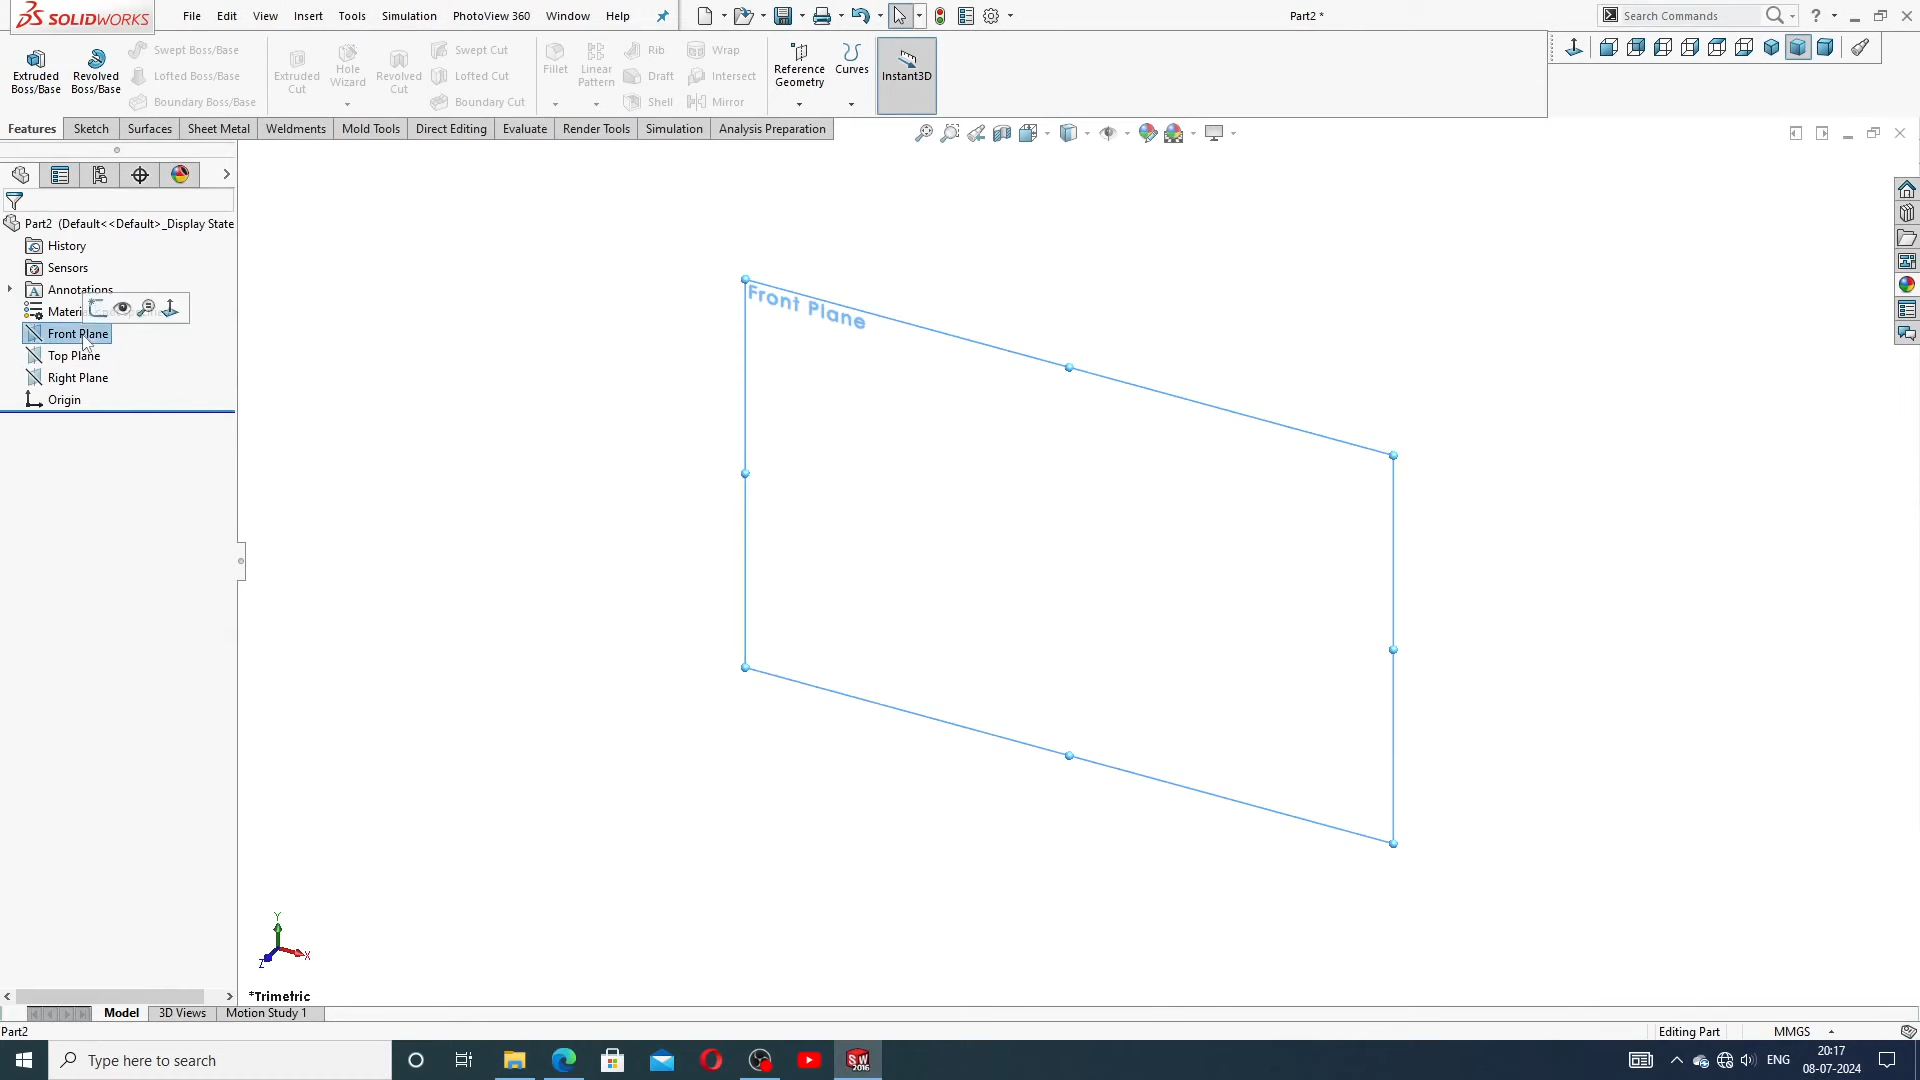 SOLIDWORKS File Edit View Insert Tools Simulation PhotoView 360 Window Help Part2 * Search Commands
Extruded Boss/Base
Revolved Boss/Base
Swept Boss/Base
Lofted Boss/Base
Boundary Boss/Base
Extruded Cut
Hole Wizard
Revolved Cut
Swept Cut
Lofted Cut
Boundary Cut
Fillet
Linear Pattern
Rib
Draft
Shell
Wrap
Intersect
Mirror
Reference Geometry
Curves
Instant3D
Features Sketch Surfaces Sheet Metal Weldments Mold Tools Direct Editing Evaluate Render Tools Simulation Analysis Preparation
Part2 (Default<<Default>_Display State
History
Sensors
Annotations
Front Plane
Top Plane
Right Plane
Origin
Front Plane
Y
X
Z
*Trimetric
Model 3D Views Motion Study 1
Part2 Editing Part MMGS
Type here to search
SW
2016
ENG
20:17
08-07-2024